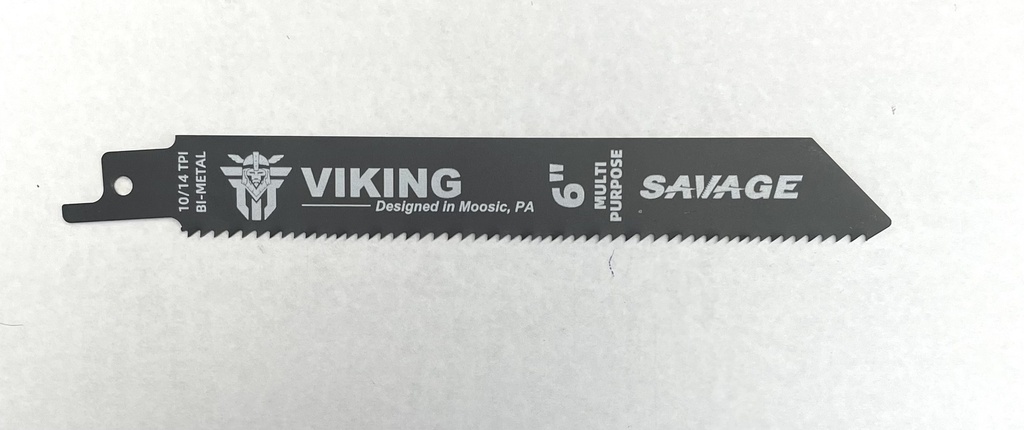 10/14 TPI
BI-METAL
VIKING
Designed in Moosic, PA
6"
MULTI
PURPOSE
SAVAGE